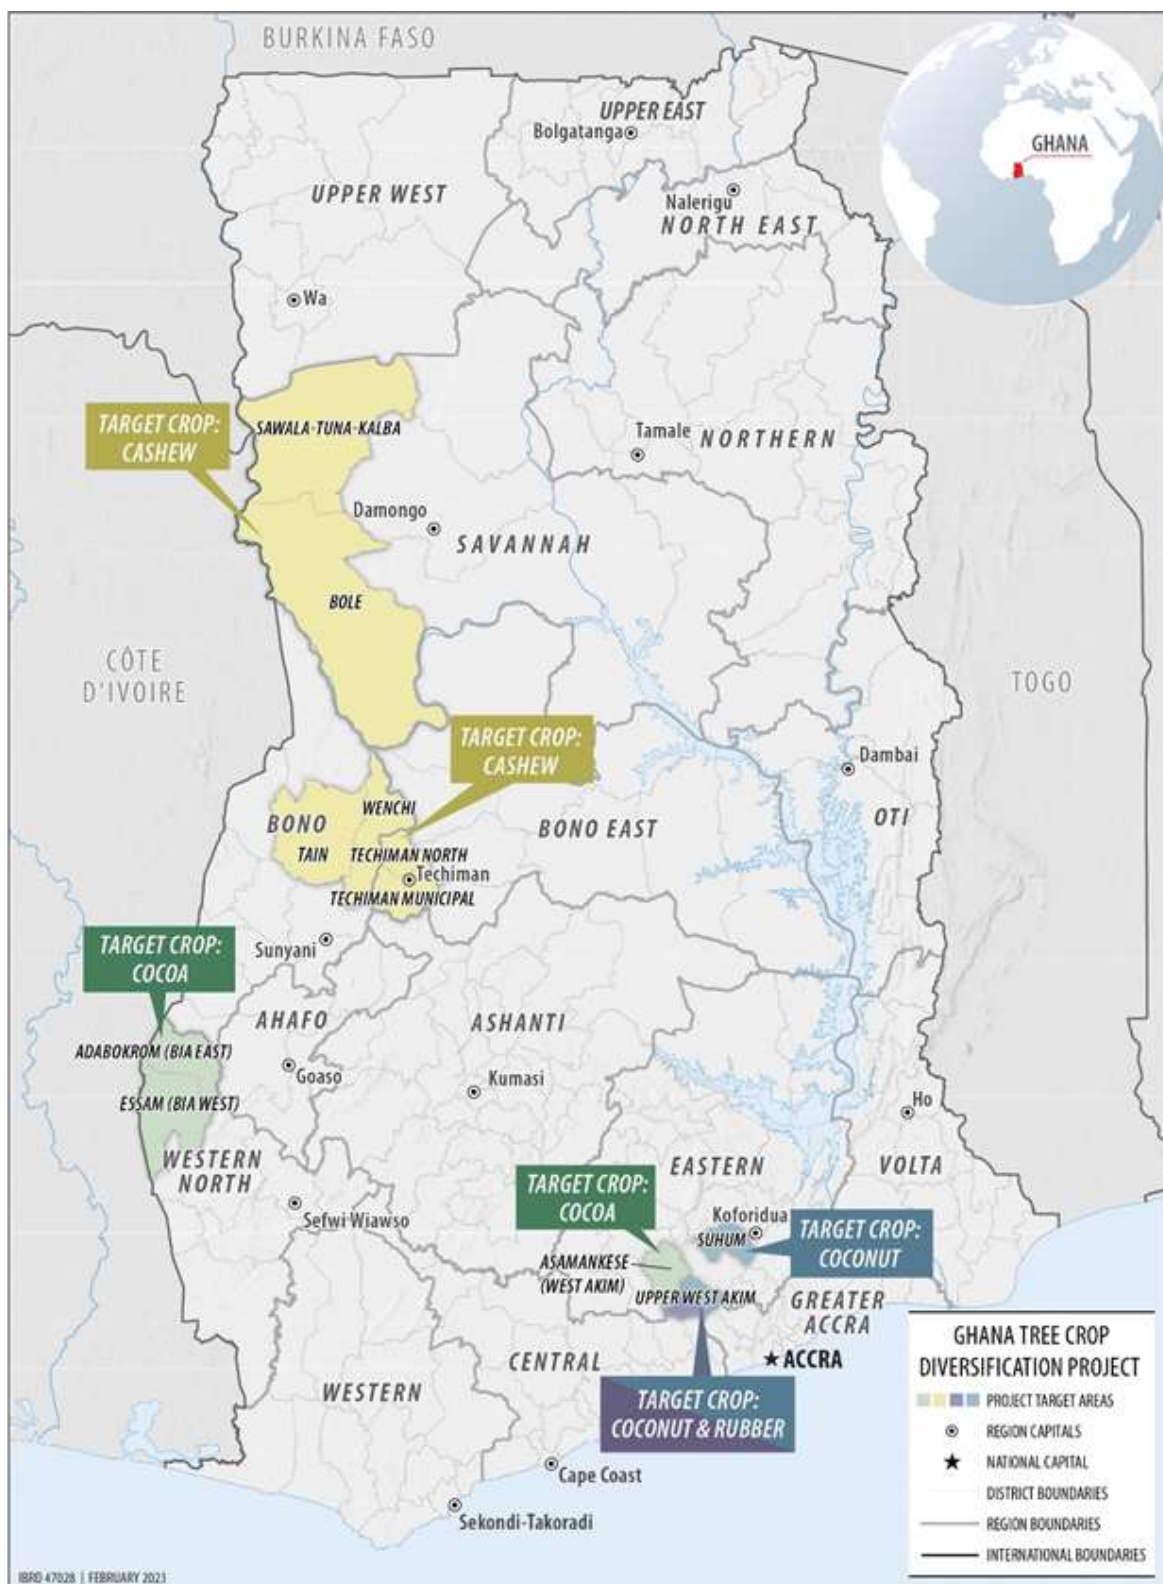 BURKINA FASO
UPPER EAST
Bolgatanga
GHANA
UPPER WEST
Nalerigu
NORTH EAST
Wa
TARGET CROP:
CASHEW
SAWALA-TUNA-KALBA
Tamale
NORTHERN
Damongo
SAVANNAH
BOLE
CÔTE
D'IVOIRE
TOGO
TARGET CROP:
CASHEW
Dambai
WENCHI
BONO
BONO EAST
OTI
TAIN
TECHIMAN NORTH
Techiman
TECHIMAN MUNICIPAL
Sunyani
TARGET CROP:
COCOA
AHAFO
ASHANTI
ADABOKROM (BIA EAST)
Goaso
Kumasi
ESSAM (BIA WEST)
Ho
WESTERN
NORTH
EASTERN
VOLTA
TARGET CROP:
COCOA
Sefwi Wiawso
Koforidua
SUHUM
TARGET CROP:
COCONUT
ASAMANKESE
(WEST AKIM)
UPPER WEST AKIM
GREATER
ACCRA
CENTRAL
ACCRA
WESTERN
TARGET CROP:
COCONUT & RUBBER
Cape Coast
Sekondi-Takoradi
GHANA TREE CROP
DIVERSIFICATION PROJECT
PROJECT TARGET AREAS
REGION CAPITALS
NATIONAL CAPITAL
DISTRICT BOUNDARIES
REGION BOUNDARIES
INTERNATIONAL BOUNDARIES
IBRD 47028 | FEBRUARY 2023